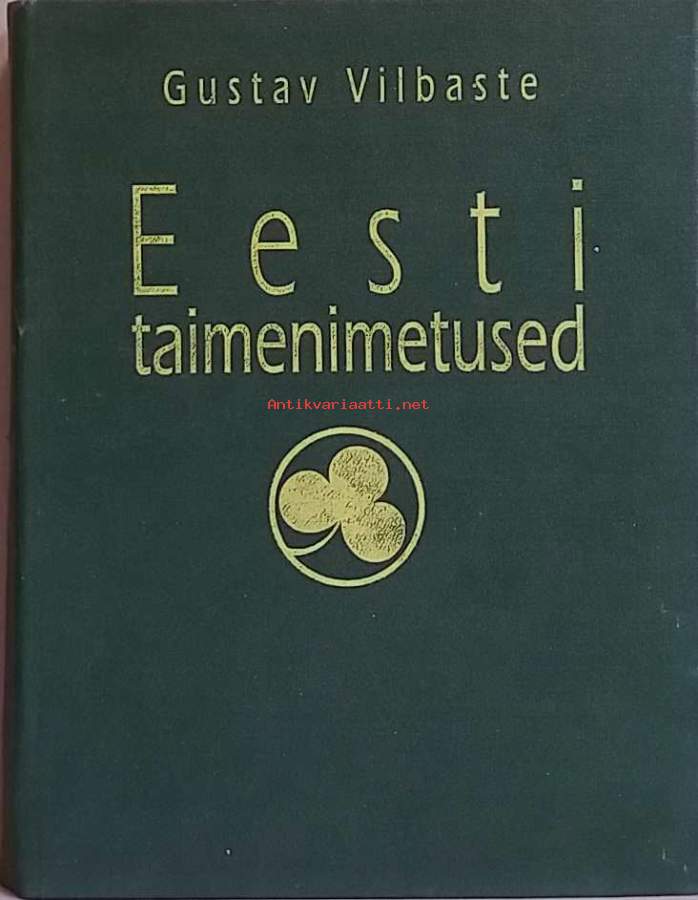 Gustav Vilbaste
Eesti
taimenimetused
Antikvariaatti.net